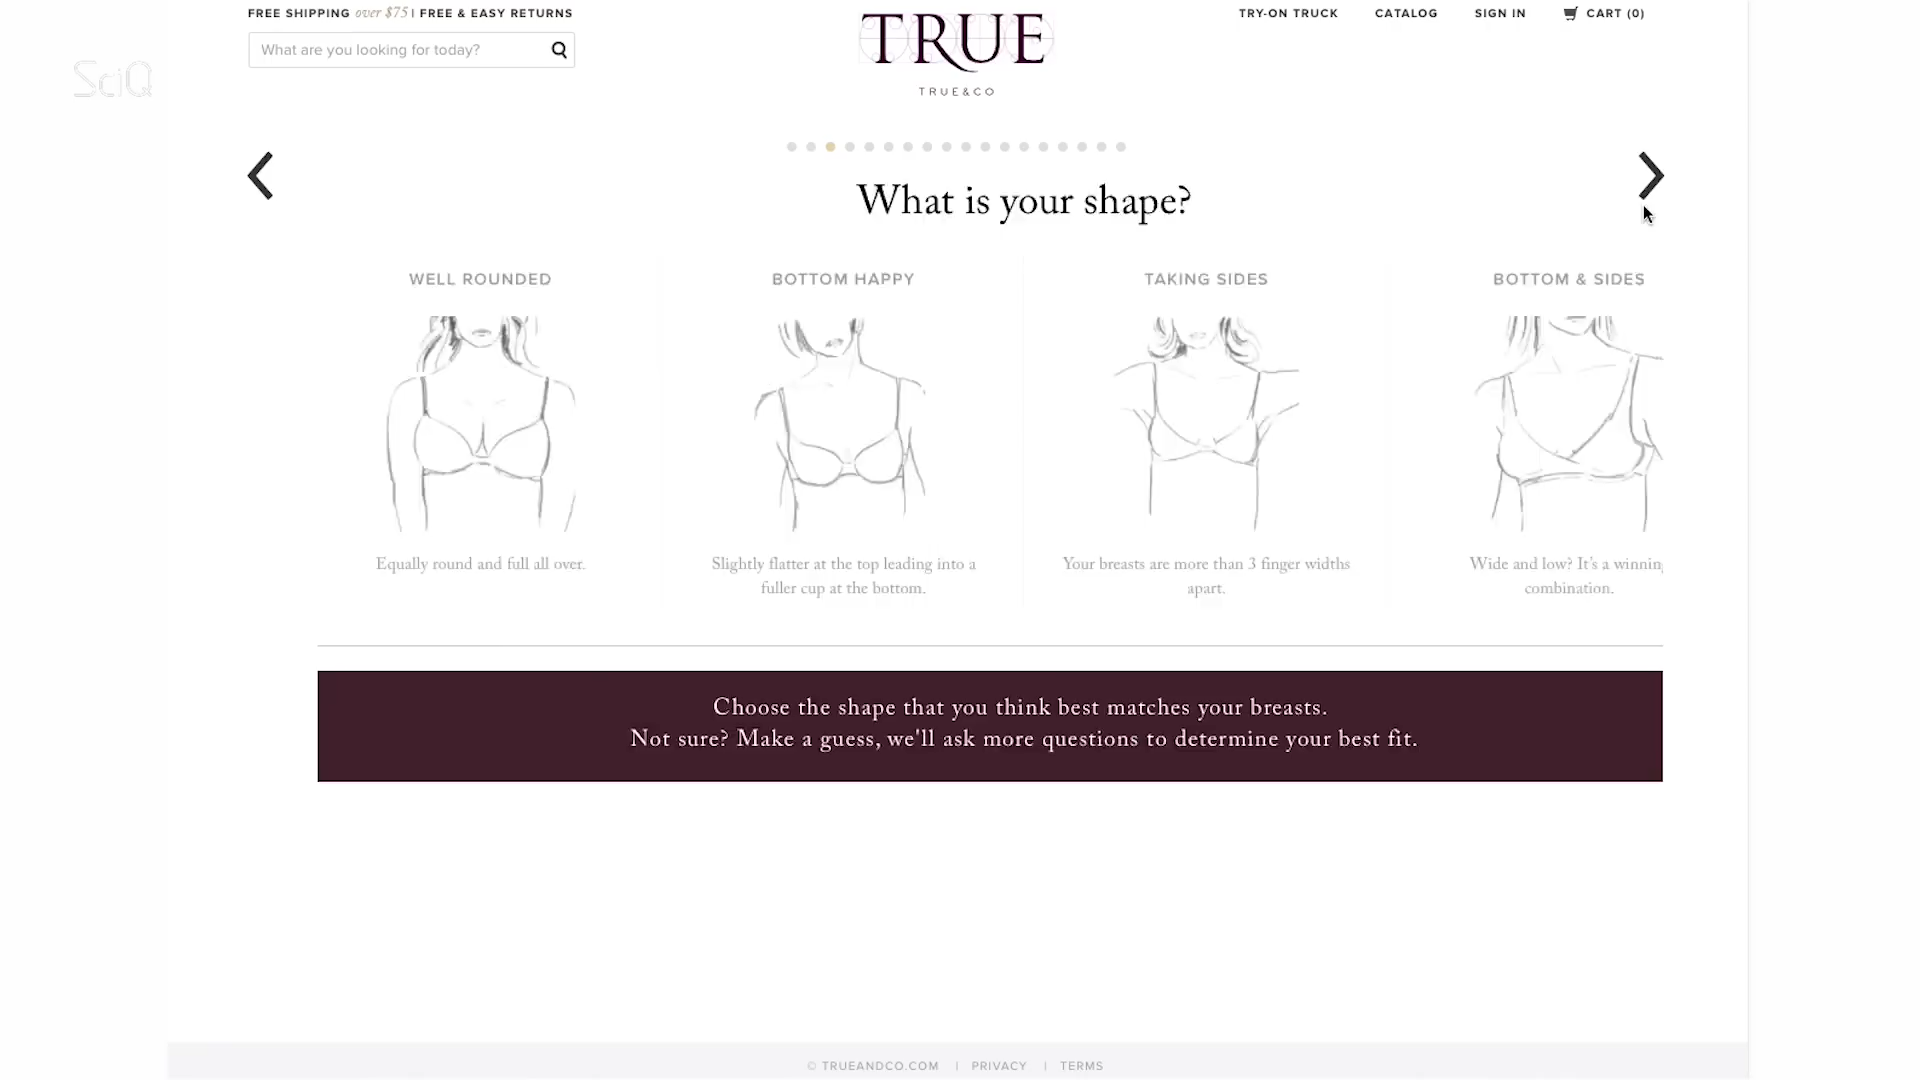 FREE SHIPPING over $75 | FREE & EASY RETURNS
TRY-ON TRUCK
CATALOG
SIGN IN
CART (0)
What are you looking for today?
TRUE
TRUE&CO
SciQ
What is your shape?
WELL ROUNDED
BOTTOM HAPPY
TAKING SIDES
BOTTOM & SIDES
Equally round and full all over.
Slightly flatter at the top leading into a
fuller cup at the bottom.
Your breasts are more than 3 finger widths
apart.
Wide and low? It's a winning
combination.
Choose the shape that you think best matches your breasts.
Not sure? Make a guess, we'll ask more questions to determine your best fit.
© TRUEANDCO.COM | PRIVACY | TERMS